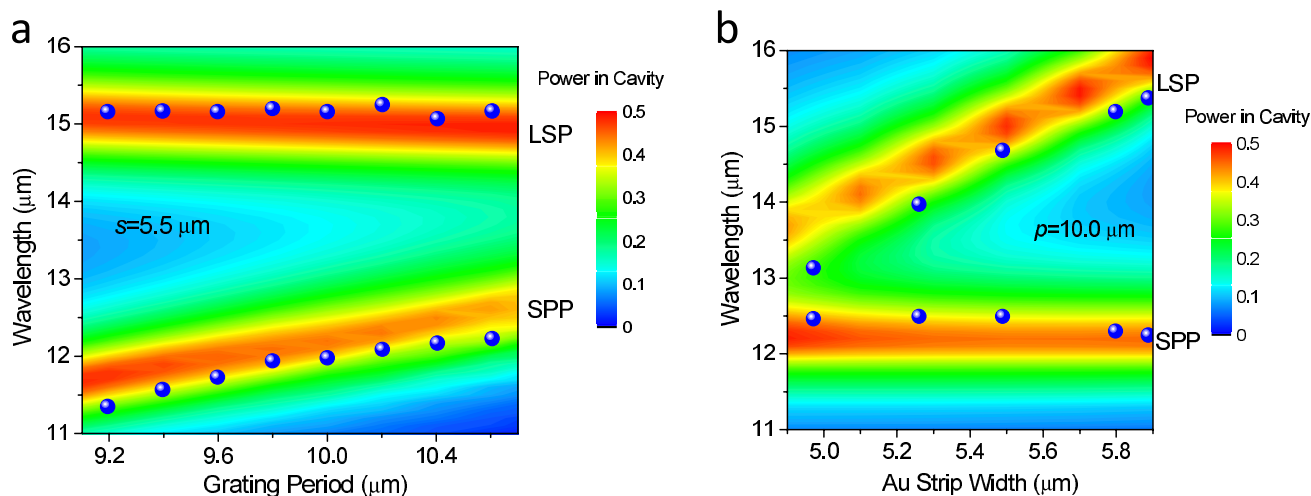 a
16
15
14
13
12
11
Wavelength (μm)
9.2
9.6
10.0
10.4
Grating Period (μm)
s=5.5 μm
LSP
SPP
Power in Cavity
0.5
0.4
0.3
0.2
0.1
0
b
16
15
14
13
12
11
Wavelength (μm)
5.0
5.2
5.4
5.6
5.8
Au Strip Width (μm)
p=10.0 μm
LSP
SPP
Power in Cavity
0.5
0.4
0.3
0.2
0.1
0